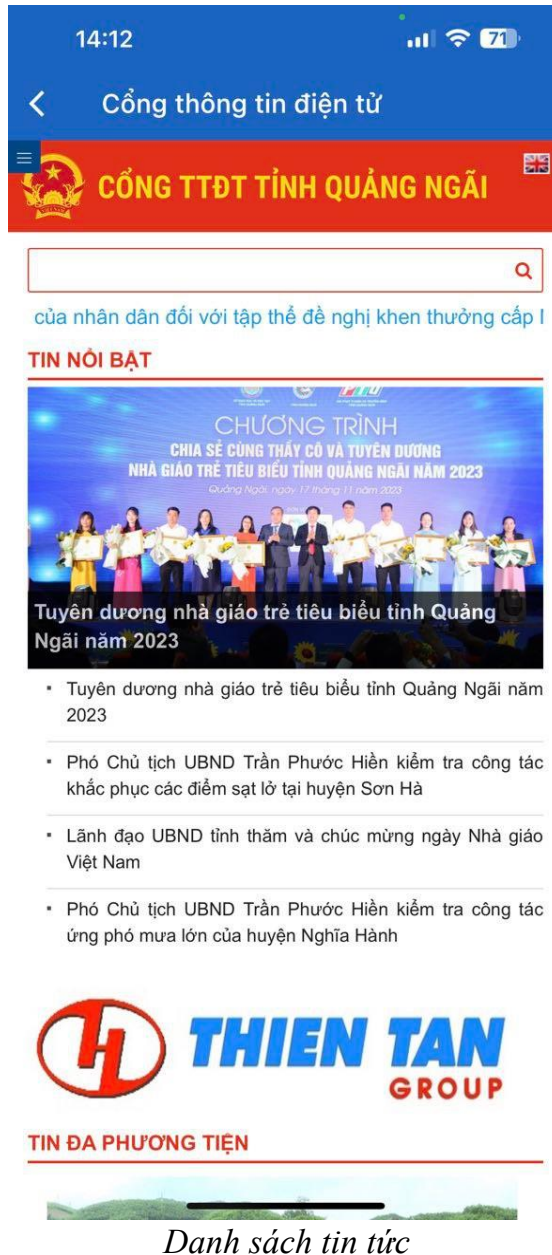 14:12
71
Cổng thông tin điện tử
CỔNG TTĐT TỈNH QUẢNG NGÃI
của nhân dân đối với tập thể đề nghị khen thưởng cấp
TIN NỔI BẬT
PTQ
CHƯƠNG TRÌNH
CHIA SẺ CÙNG THẦY CÔ VÀ TUYÊN DƯƠNG
NHÀ GIÁO TRẺ TIÊU BIỂU TỈNH QUẢNG NGÃI NĂM 2023
Quảng Ngãi, ngày 17 tháng 11 năm 2023
Tuyên dương nhà giáo trẻ tiêu biểu tỉnh Quảng
Ngãi năm 2023
Tuyên dương nhà giáo trẻ tiêu biểu tỉnh Quảng Ngãi năm
2023
Phó Chủ tịch UBND Trần Phước Hiền kiểm tra công tác
khắc phục các điểm sạt lở tại huyện Sơn Hà
Lãnh đạo UBND tỉnh thăm và chúc mừng ngày Nhà giáo
Việt Nam
Phó Chủ tịch UBND Trần Phước Hiền kiểm tra công tác
ứng phó mưa lớn của huyện Nghĩa Hành
THIEN TAN
GROUP
TIN ĐA PHƯƠNG TIỆN
Danh sách tin tức